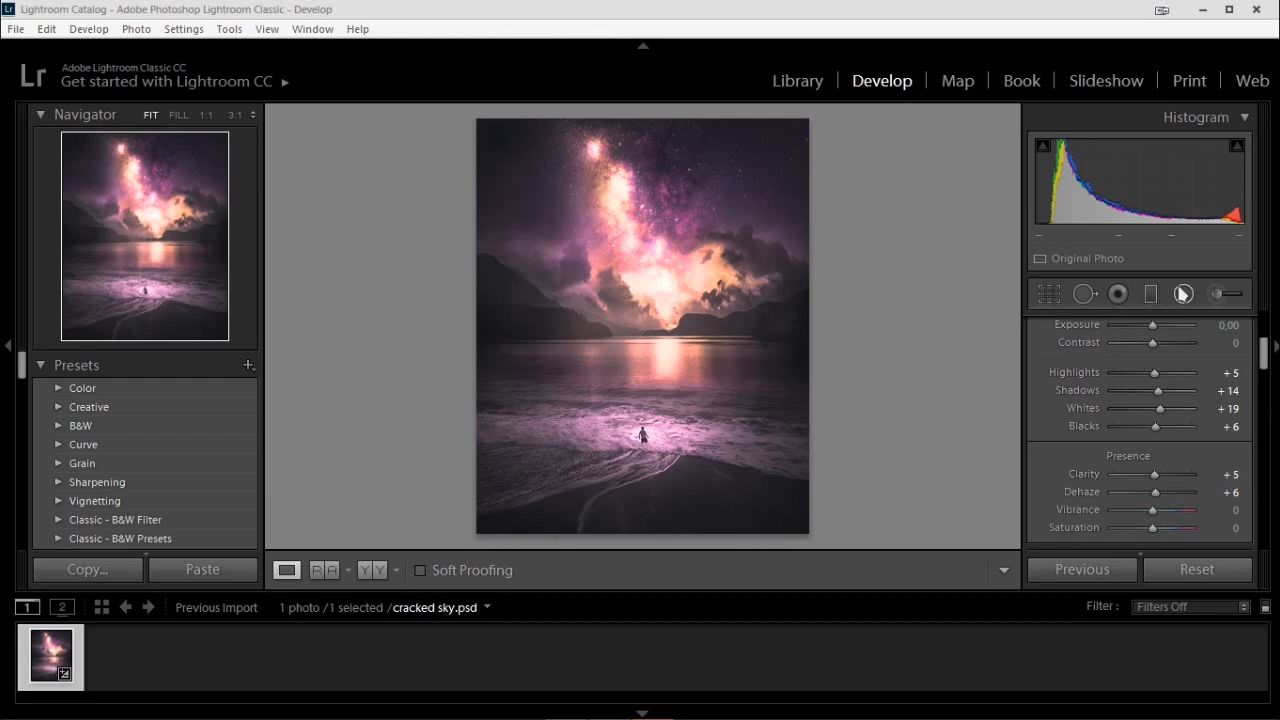 Lr Lightroom Catalog - Adobe Photoshop Lightroom Classic - Develop
File Edit Develop Photo Settings Tools View Window Help
Lr Adobe Lightroom Classic CC
Get started with Lightroom CC
Library Develop Map Book Slideshow Print Web
Navigator FIT FILL 1:1 3:1
Histogram
Original Photo
Exposure 0,00
Contrast 0
Highlights + 5
Shadows + 14
Whites + 19
Blacks + 6
Presence
Clarity + 5
Dehaze + 6
Vibrance 0
Saturation 0
Presets
Color
Creative
B&W
Curve
Grain
Sharpening
Vignetting
Classic - B&W Filter
Classic - B&W Presets
Copy... Paste
R A Y Y Soft Proofing
Previous Reset
1 2 Previous Import 1 photo /1 selected /cracked sky.psd
Filter : Filters Off